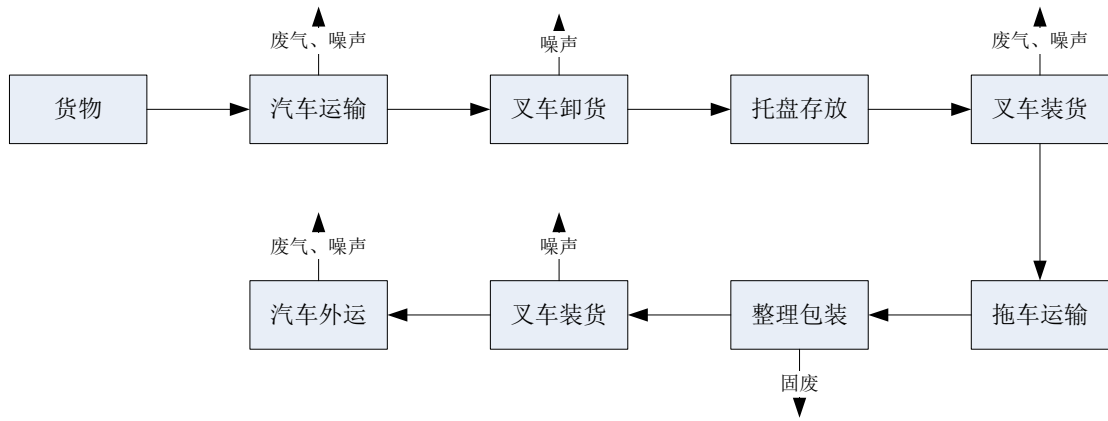 废气、噪声
噪声
废气、噪声
货物
汽车运输
叉车卸货
托盘存放
叉车装货
废气、噪声
噪声
汽车外运
叉车装货
整理包装
拖车运输
固废